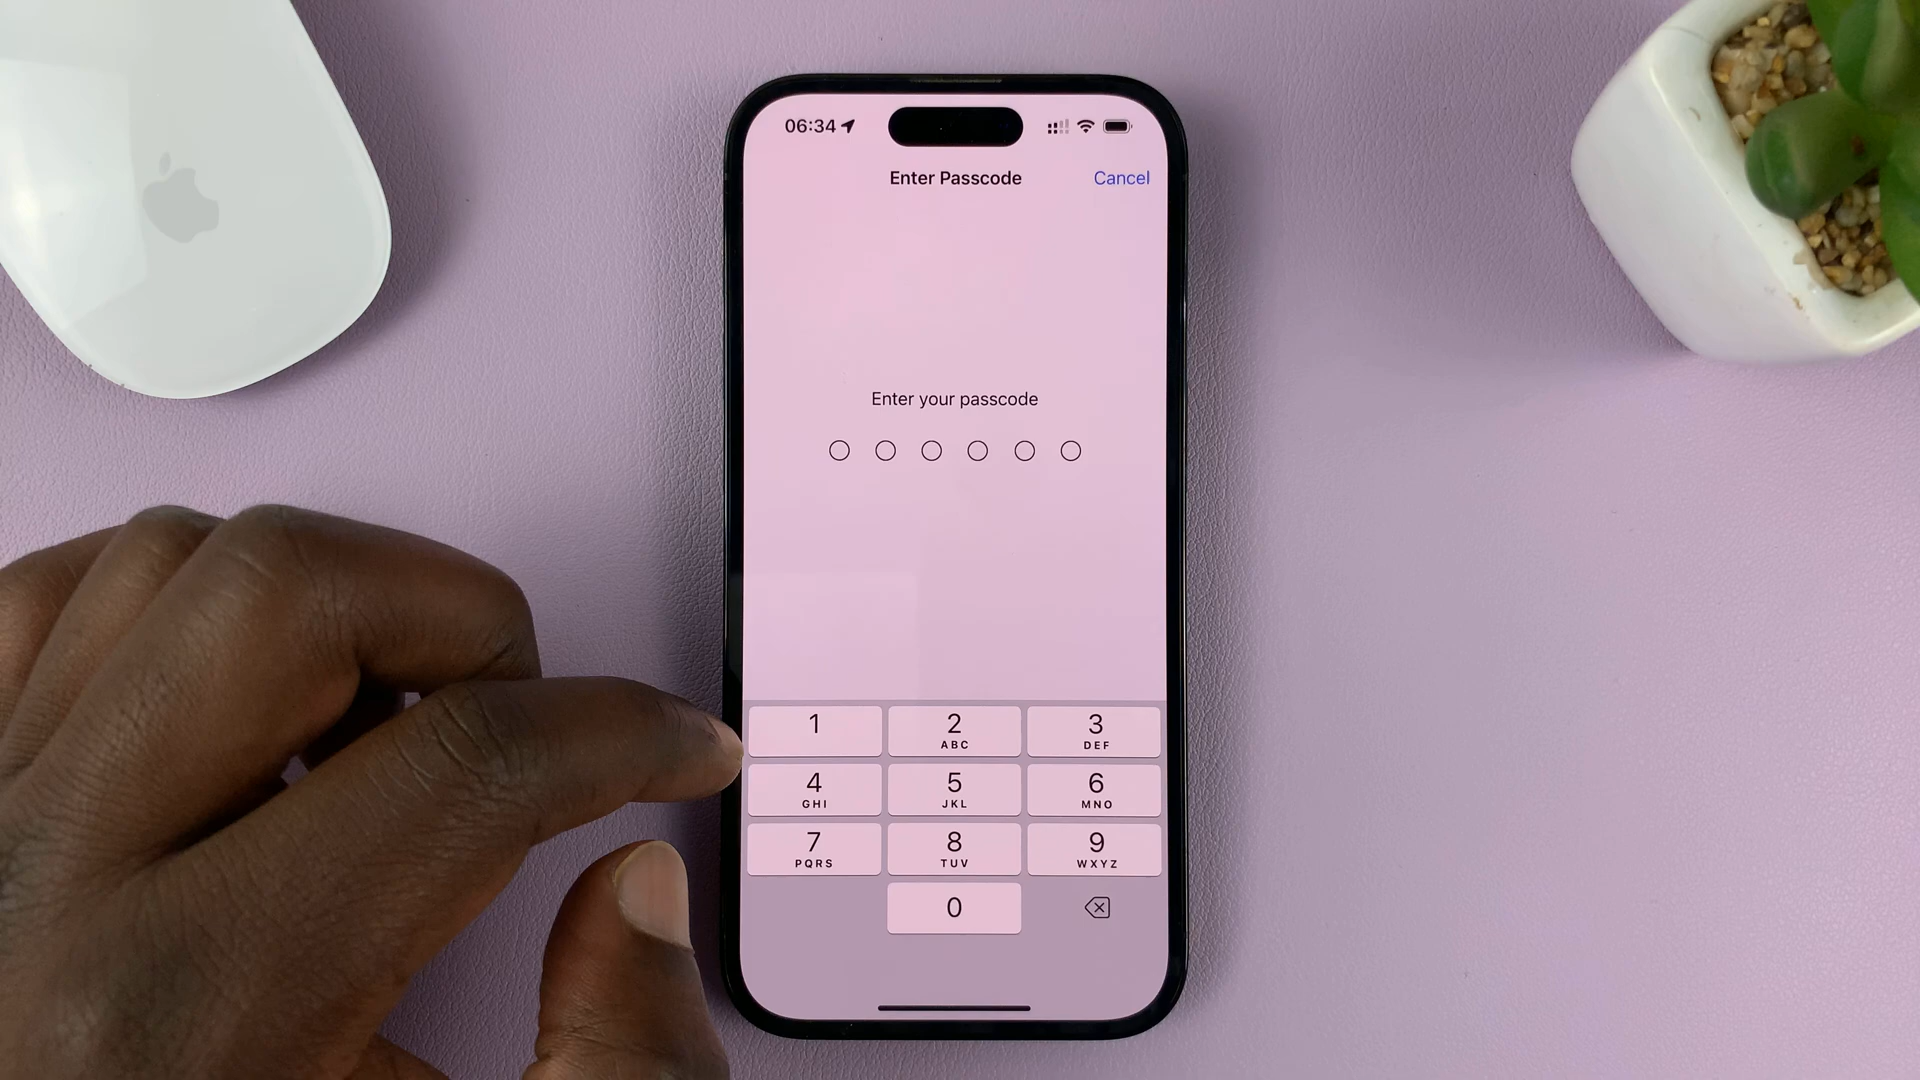 06:34
Enter Passcode Cancel
Enter your passcode
1 2 3
ABC DEF
4 5 6
GHI JKL MNO
7 8 9
PQRS TUV WXYZ
0